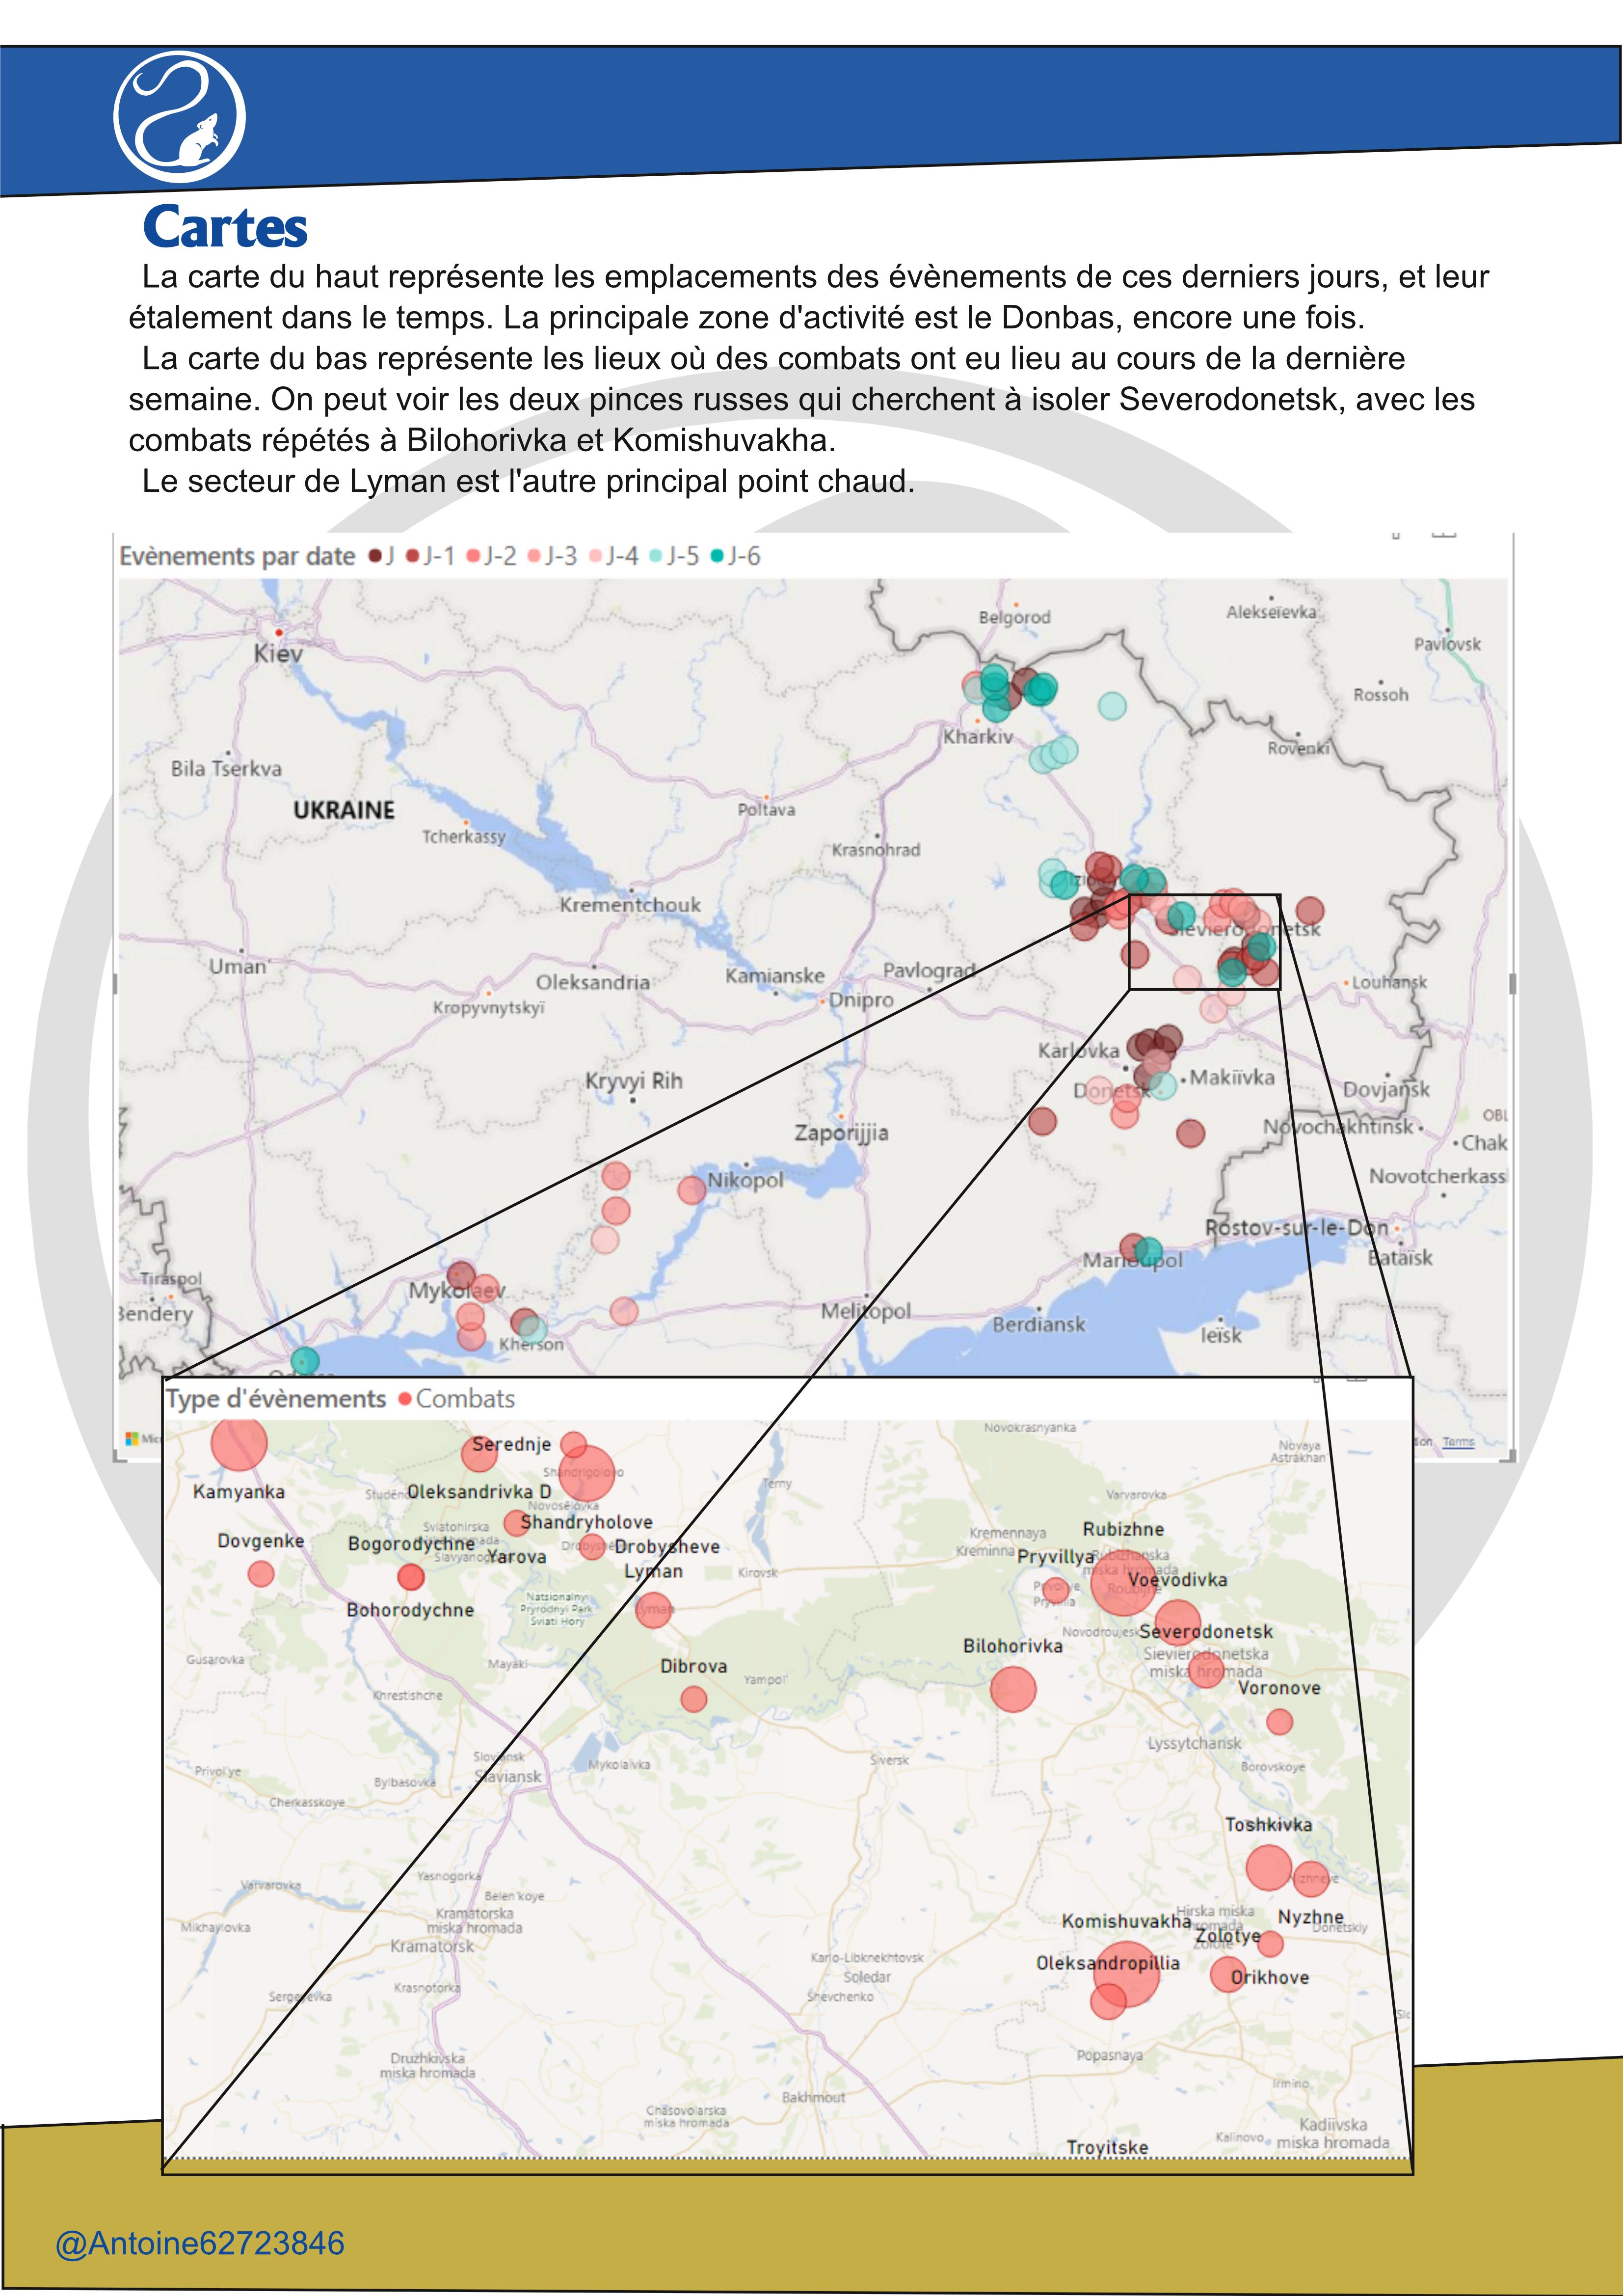 Cartes
La carte du haut représente les emplacements des évènements de ces derniers jours, et leur
étalement dans le temps. La principale zone d'activité est le Donbas, encore une fois.
La carte du bas représente les lieux où des combats ont eu lieu au cours de la dernière
semaine. On peut voir les deux pinces russes qui cherchent à isoler Severodonetsk, avec les
combats répétés à Bilohorivka et Komishuvakha.
Le secteur de Lyman est l'autre principal point chaud.
Evènements par date J J-1 J-2 J-3 J-4 J-5 J-6
Belgorod
Alekseïevka
Pavlovsk
Kiev
Rossoh
Kharkiv
Rovenki
Bila Tserkva
UKRAINE
Poltava
Tcherkassy
Krasnohrad
Krementchouk
Sievierodonetsk
Uman'
Oleksandria
Kamianske
Pavlograd
Louhansk
Kropyvnytskyï
Dnipro
Karlovka
Kryvyi Rih
Donetsk
Makiïvka
Dovjansk
Zaporijjia
Novochakhtinsk
OBL
Chak
Nikopol
Novotcherkass
Rostov-sur-le-Don
Marioupol
Bataïsk
Tiraspol
Mykolaev
Bendery
Melitopol
Berdiansk
Ieïsk
Kherson
Terms
Type d'évènements Combats
Novokrasnyanka
Serednje
Novaya
Astrakhan
Shandrigolovo
Terny
Kamyanka
Oleksandrivka D
Varvarovka
Novosëlovka
Sviatohirska
Shandryholove
Kremennaya
Rubizhne
Dovgenke
Bogorodychne
Yarova
Drobysheve
Kreminna
Pryvillya
Lyman
Kirovsk
Voevodivka
Natsionalnyi
Pryrodnyi Park
Sviati Hory
Bohorodychne
Severodonetsk
Bilohorivka
Sievierodonetska
miska hromada
Gusarovka
Mayaki
Dibrova
Yampol'
Voronove
Khrestishche
Lyssytchansk
Sloviansk
Slaviansk
Mykolaivka
Siversk
Borovskoye
Privol'ye
Bylbasovka
Cherkasskoye
Toshkivka
Yasnogorka
Varvarovka
Belen'koye
Nizhneye
Mikhaylovka
Kramatorska
miska hromada
Hirska miska
hromada
Komishuvakha
Nyzhne
Donetskiy
Zolotye
Zolote
Kramatorsk
Karlo-Libknekhtovsk
Oleksandropillia
Soledar
Orikhove
Krasnotorka
Sergeyevka
Shevchenko
Popasnaya
Druzhkivska
miska hromada
Irmino
Bakhmout
Chasovoiarska
miska hromada
Kadiivska
miska hromada
Kalinovo
Troyitske
@Antoine62723846